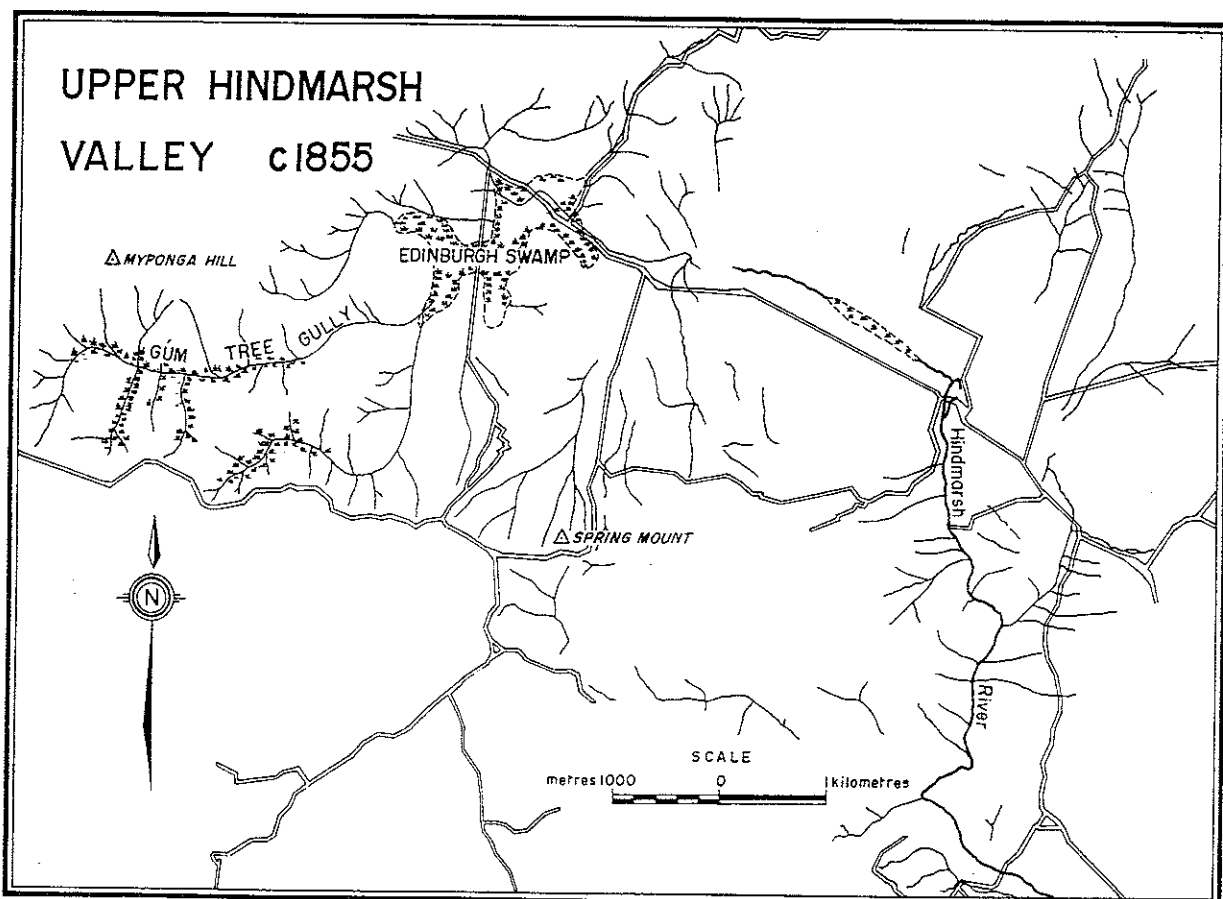 UPPER HINDMARSH
VALLEY c1855
MYPONGA HILL
EDINBURGH SWAMP
GUM TREE GULLY
Hindmarsh River
SPRING MOUNT
N
SCALE
metres 1000 0 1 kilometres